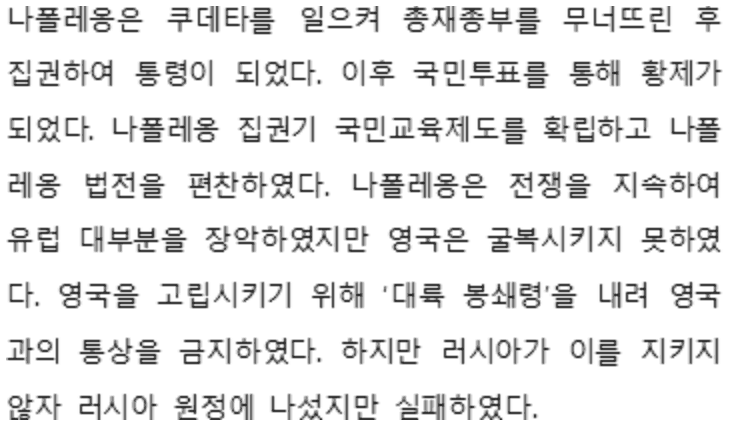 나폴레옹은 쿠데타를 일으켜 총재종부를 무너뜨린 후
집권하여 통령이 되었다. 이후 국민투표를 통해 황제가
되었다. 나폴레옹 집권기 국민교육제도를 확립하고 나폴
레옹 법전을 편찬하였다. 나폴레옹은 전쟁을 지속하여
유럽 대부분을 장악하였지만 영국은 굴복시키지 못하였
다. 영국을 고립시키기 위해 '대륙 봉쇄령'을 내려 영국
과의 통상을 금지하였다. 하지만 러시아가 이를 지키지
않자 러시아 원정에 나섰지만 실패하였다.